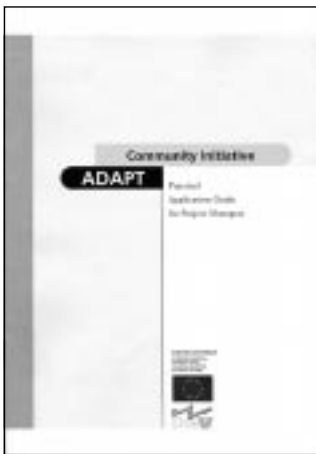 Community Initiative
ADAPT
Practical
Application Guide
for Project Managers